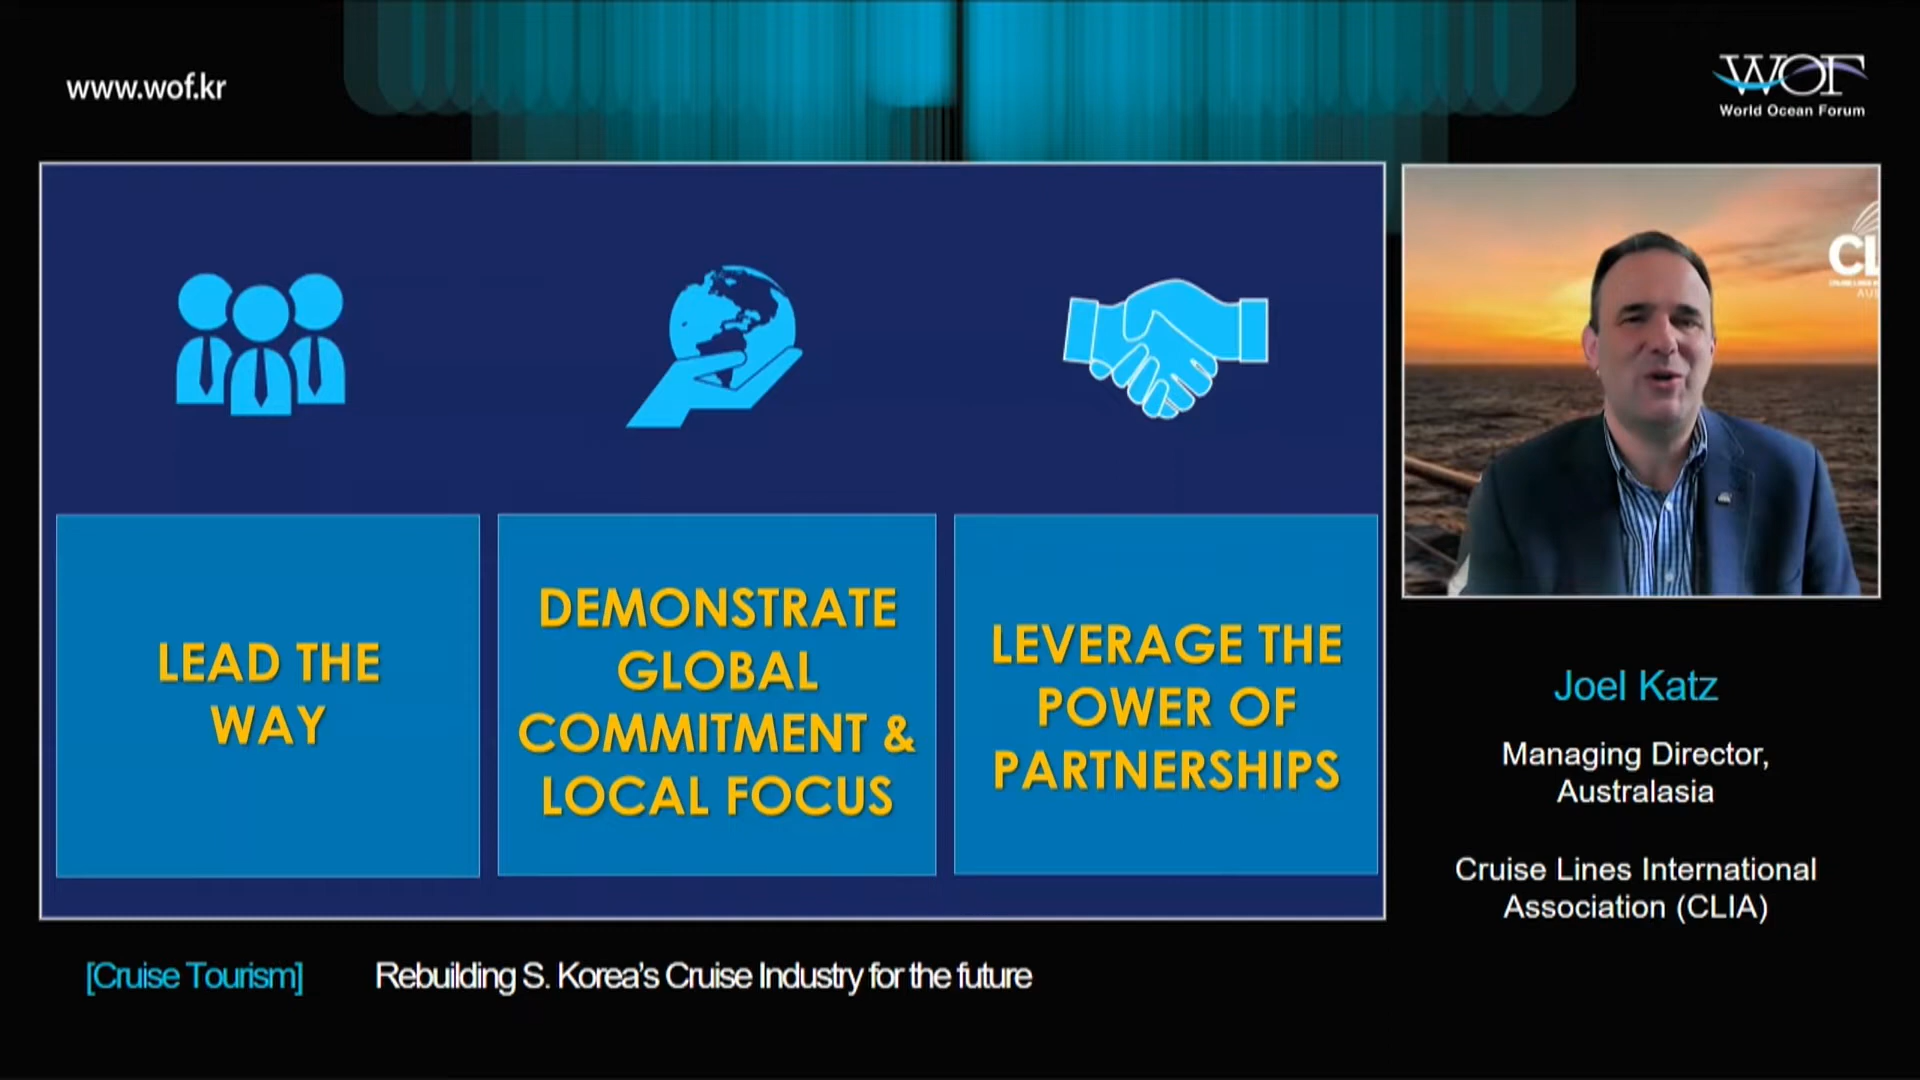 www.wof.kr
WOF
World Ocean Forum
LEAD THE
WAY
DEMONSTRATE
GLOBAL
COMMITMENT &
LOCAL FOCUS
LEVERAGE THE
POWER OF
PARTNERSHIPS
Joel Katz
Managing Director,
Australasia
Cruise Lines International
Association (CLIA)
[Cruise Tourism]
Rebuilding S. Korea's Cruise Industry for the future